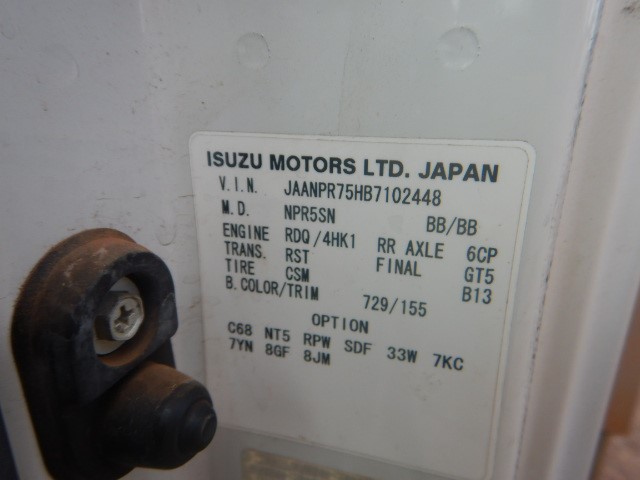 ISUZU MOTORS LTD. JAPAN
V.I.N. JAANPR75HB7102448
M.D. NPR5SN BB/BB
ENGINE RDQ/4HK1 RR AXLE 6CP
TRANS. RST FINAL GT5
TIRE CSM B13
B.COLOR/TRIM 729/155
OPTION
C68 NT5 RPW SDF 33W 7KC
7YN 8GF 8JM